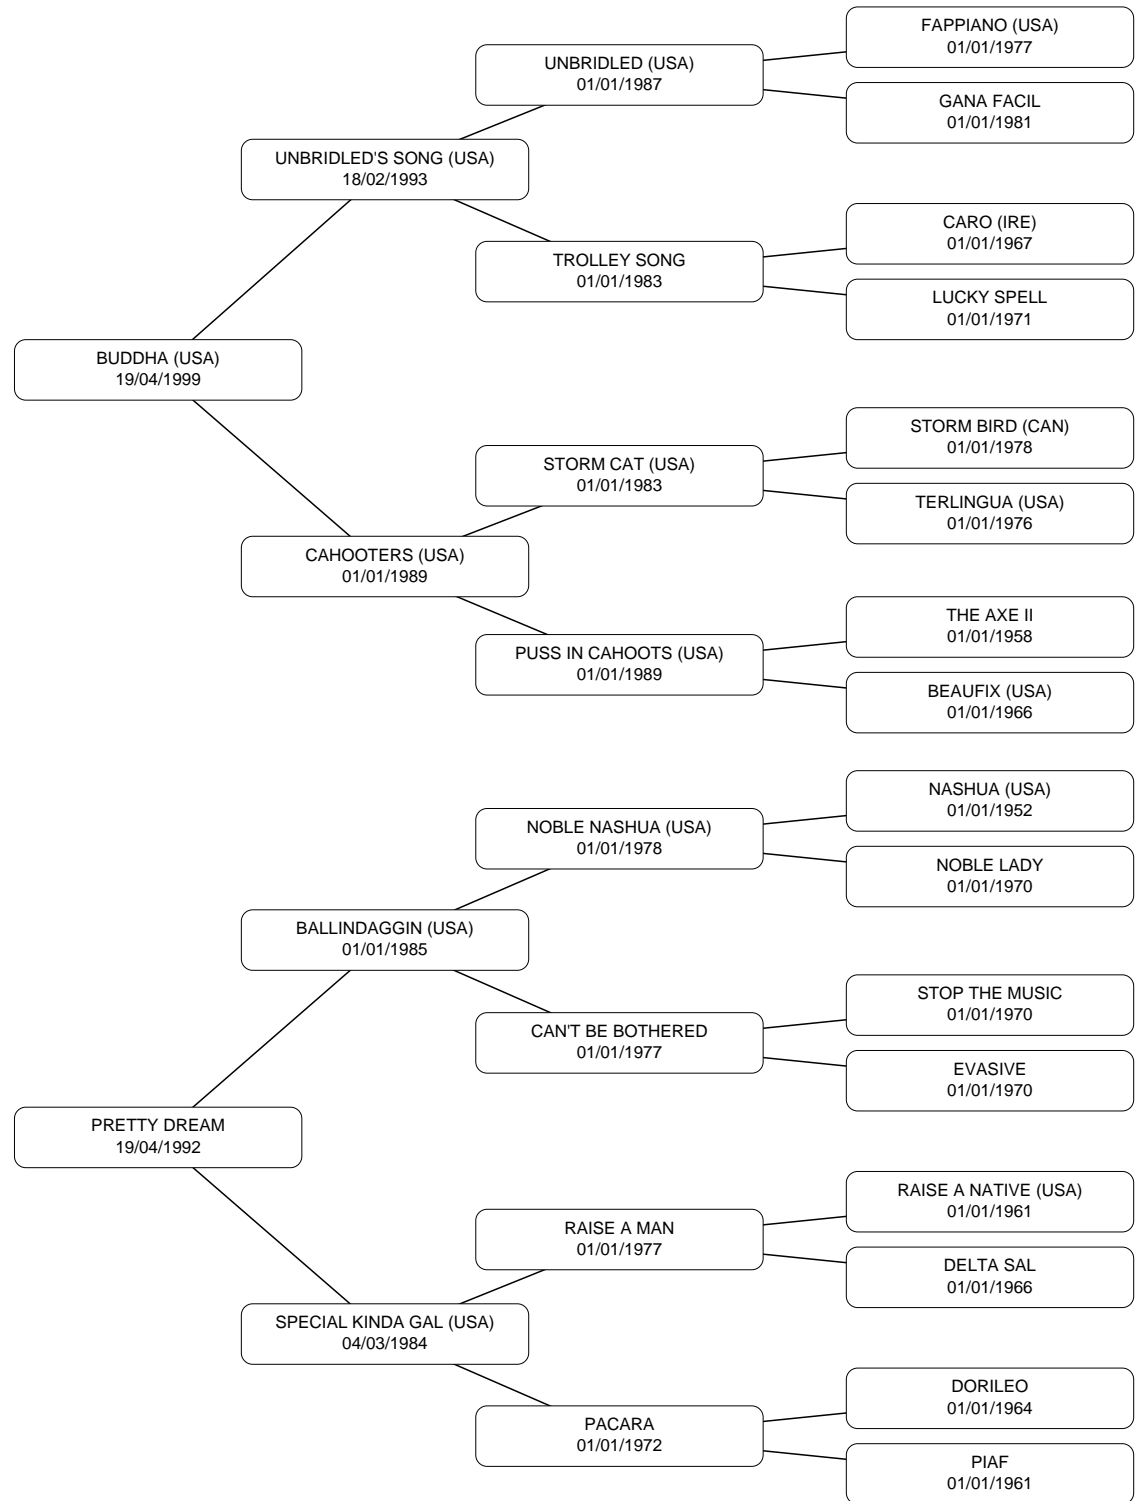 FAPPIANO (USA)
01/01/1977
UNBRIDLED (USA)
01/01/1987
GANA FACIL
01/01/1981
UNBRIDLED'S SONG (USA)
18/02/1993
CARO (IRE)
01/01/1967
TROLLEY SONG
01/01/1983
LUCKY SPELL
01/01/1971
BUDDHA (USA)
19/04/1999
STORM BIRD (CAN)
01/01/1978
STORM CAT (USA)
01/01/1983
TERLINGUA (USA)
01/01/1976
CAHOOTERS (USA)
01/01/1989
THE AXE II
01/01/1958
PUSS IN CAHOOTS (USA)
01/01/1989
BEAUFIX (USA)
01/01/1966
NASHUA (USA)
01/01/1952
NOBLE NASHUA (USA)
01/01/1978
NOBLE LADY
01/01/1970
BALLINDAGGIN (USA)
01/01/1985
STOP THE MUSIC
01/01/1970
CAN'T BE BOTHERED
01/01/1977
EVASIVE
01/01/1970
PRETTY DREAM
19/04/1992
RAISE A NATIVE (USA)
01/01/1961
RAISE A MAN
01/01/1977
DELTA SAL
01/01/1966
SPECIAL KINDA GAL (USA)
04/03/1984
DORILEO
01/01/1964
PACARA
01/01/1972
PIAF
01/01/1961